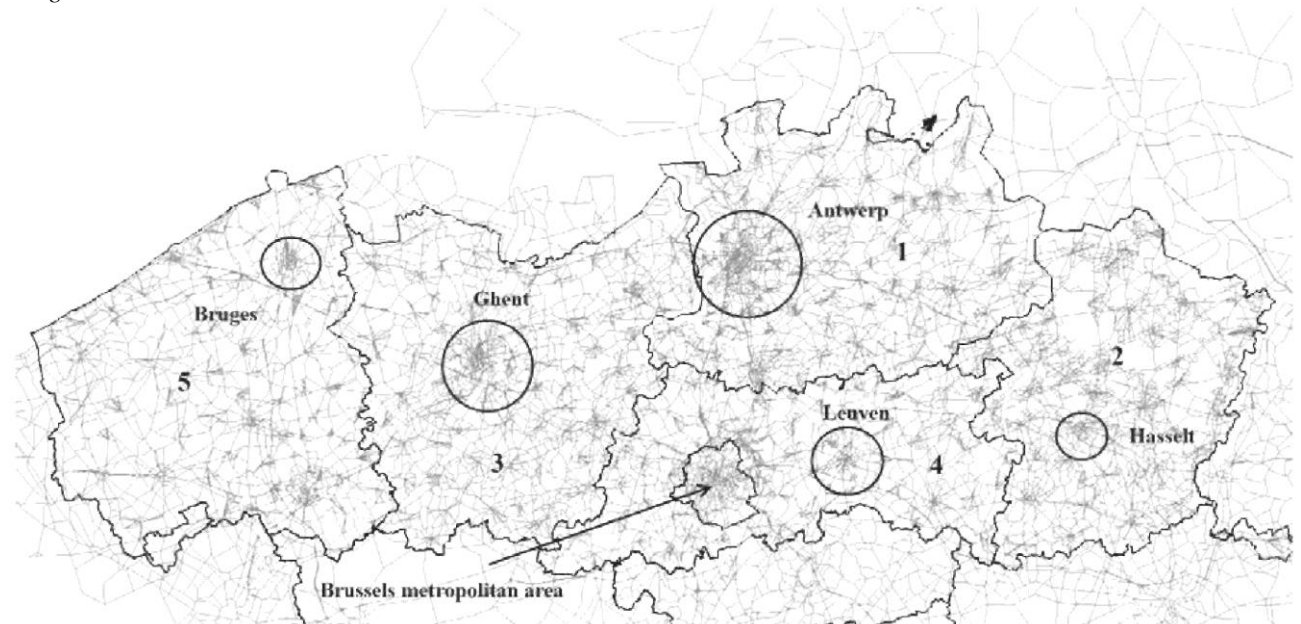 Antwerp
1
Ghent
Bruges
2
5
Leuven
Hasselt
3
4
Brussels metropolitan area